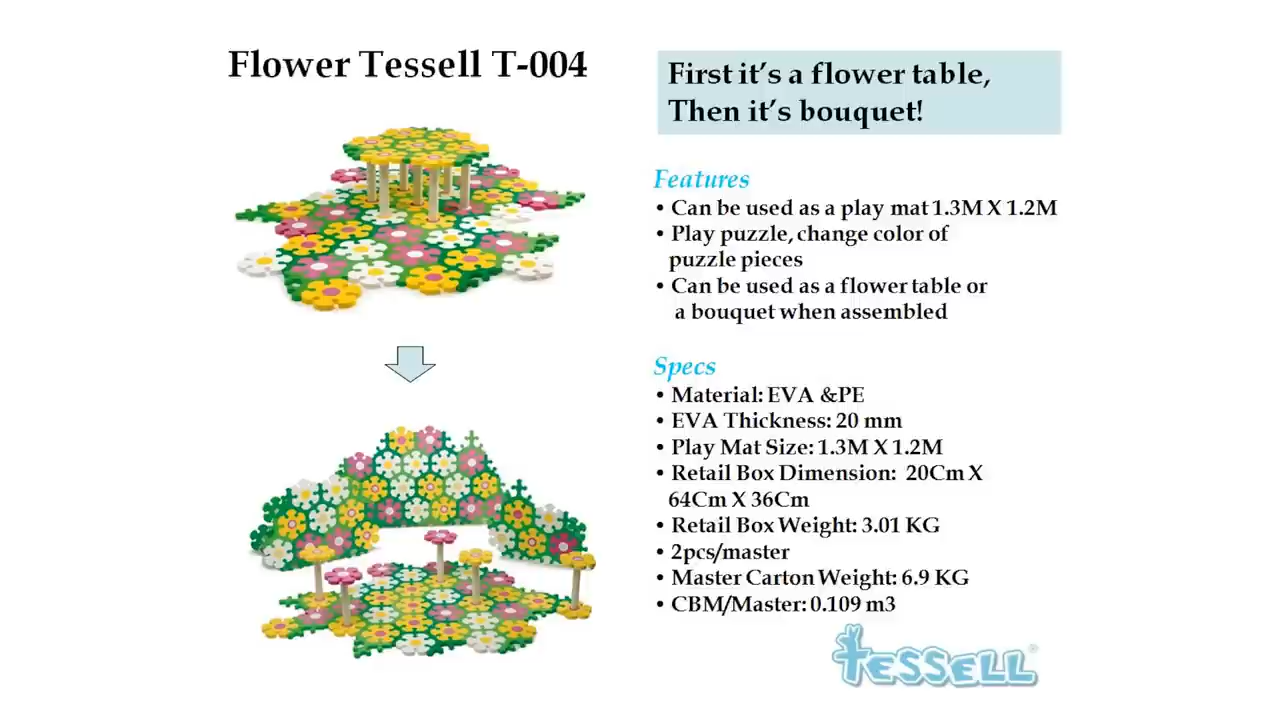 Flower Tessell T-004
First it's a flower table,
Then it's bouquet!
Features
• Can be used as a play mat 1.3M X 1.2M
• Play puzzle, change color of
puzzle pieces
• Can be used as a flower table or
a bouquet when assembled
Specs
• Material: EVA &PE
• EVA Thickness: 20 mm
• Play Mat Size: 1.3M X 1.2M
• Retail Box Dimension: 20Cm X
64Cm X 36Cm
• Retail Box Weight: 3.01 KG
• 2pcs/master
• Master Carton Weight: 6.9 KG
• CBM/Master: 0.109 m3
TESSELL®